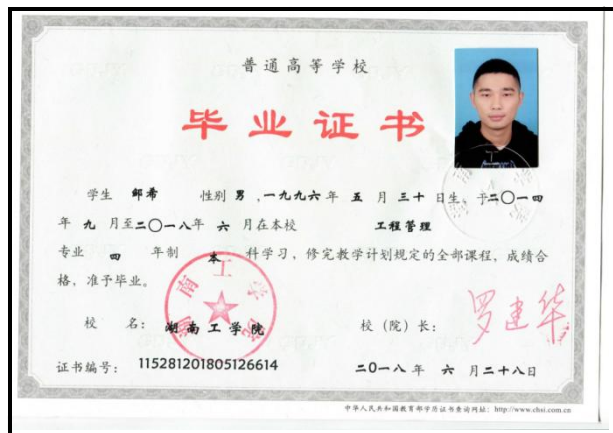 普通高等学校
毕业证书
学生 邹希 性别 男 ,一九九六年 五 月 三十 日生、于二〇一四
年 九 月至二〇一八年 六 月在本校 工程管理
专业 四 年制 本 科学习，修完教学计划规定的全部课程，成绩合
格，准予毕业。
校 名： 湖南工学院 校（院）长： 罗建华
证书编号： 115281201805126614 二〇一八年 六 月二十八日
中华人民共和国教育部学历证书查询网址：http://www.chsi.com.cn